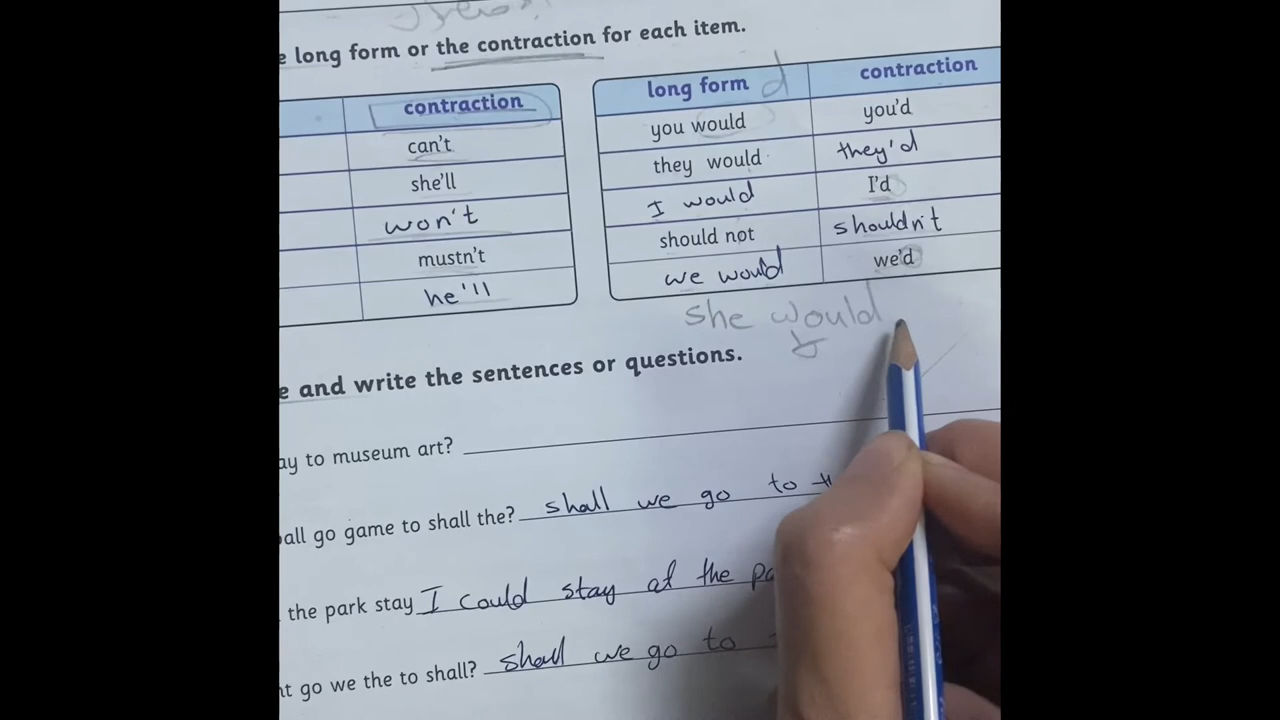 long form or the contraction for each item.
contraction
can't
she'll
won't
mustn't
he'll
long form d contraction
you would you'd
they would they'd
I would I'd
should not shouldn't
we would we'd
she would
and write the sentences or questions.
to museum art?
go game to shall the? shall we go to
the park stay I could stay at the
go we the to shall? shall we go to